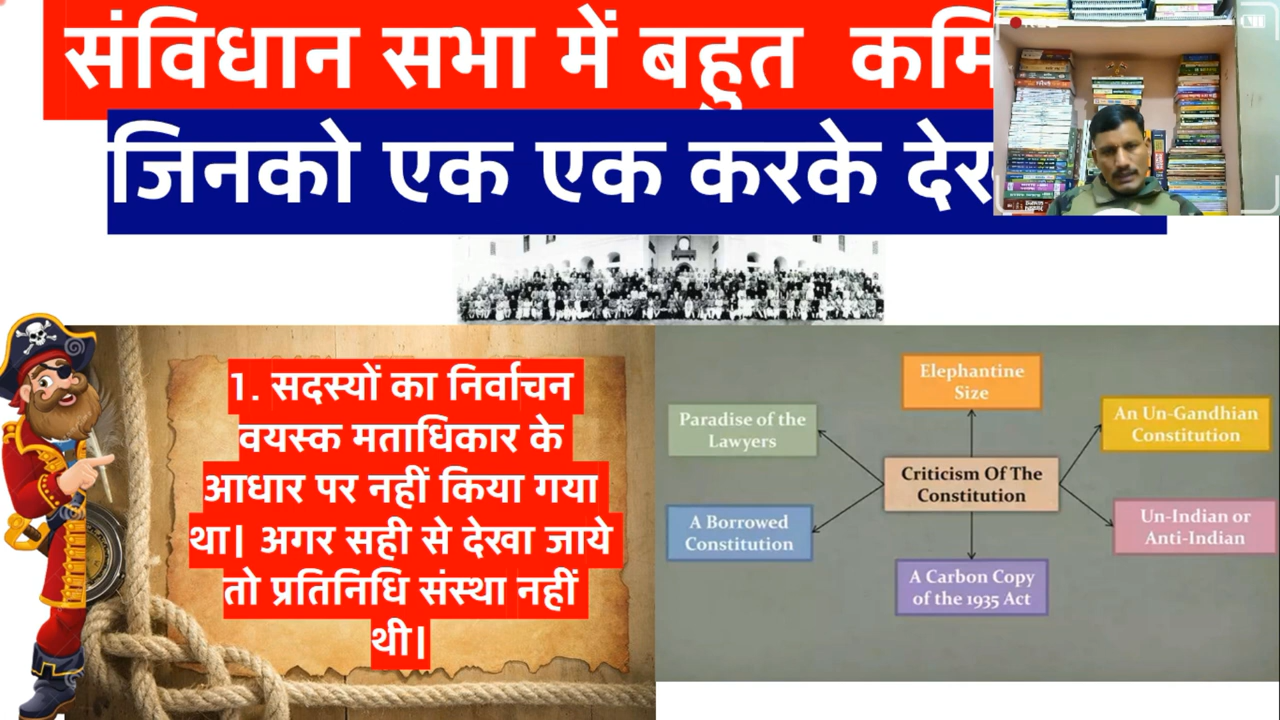 संविधान सभा में बहुत
जिनको एक एक करके
1. सदस्यों का निर्वाचन
वयस्क मताधिकार के
आधार पर नहीं किया गया
था| अगर सही से देखा जाये
तो प्रतिनिधि संस्था नहीं
थी|
Elephantine
Size
Paradise of the
Lawyers
An Un-Gandhian
Constitution
Criticism Of The
Constitution
A Borrowed
Constitution
Un-Indian or
Anti-Indian
A Carbon Copy
of the 1935 Act